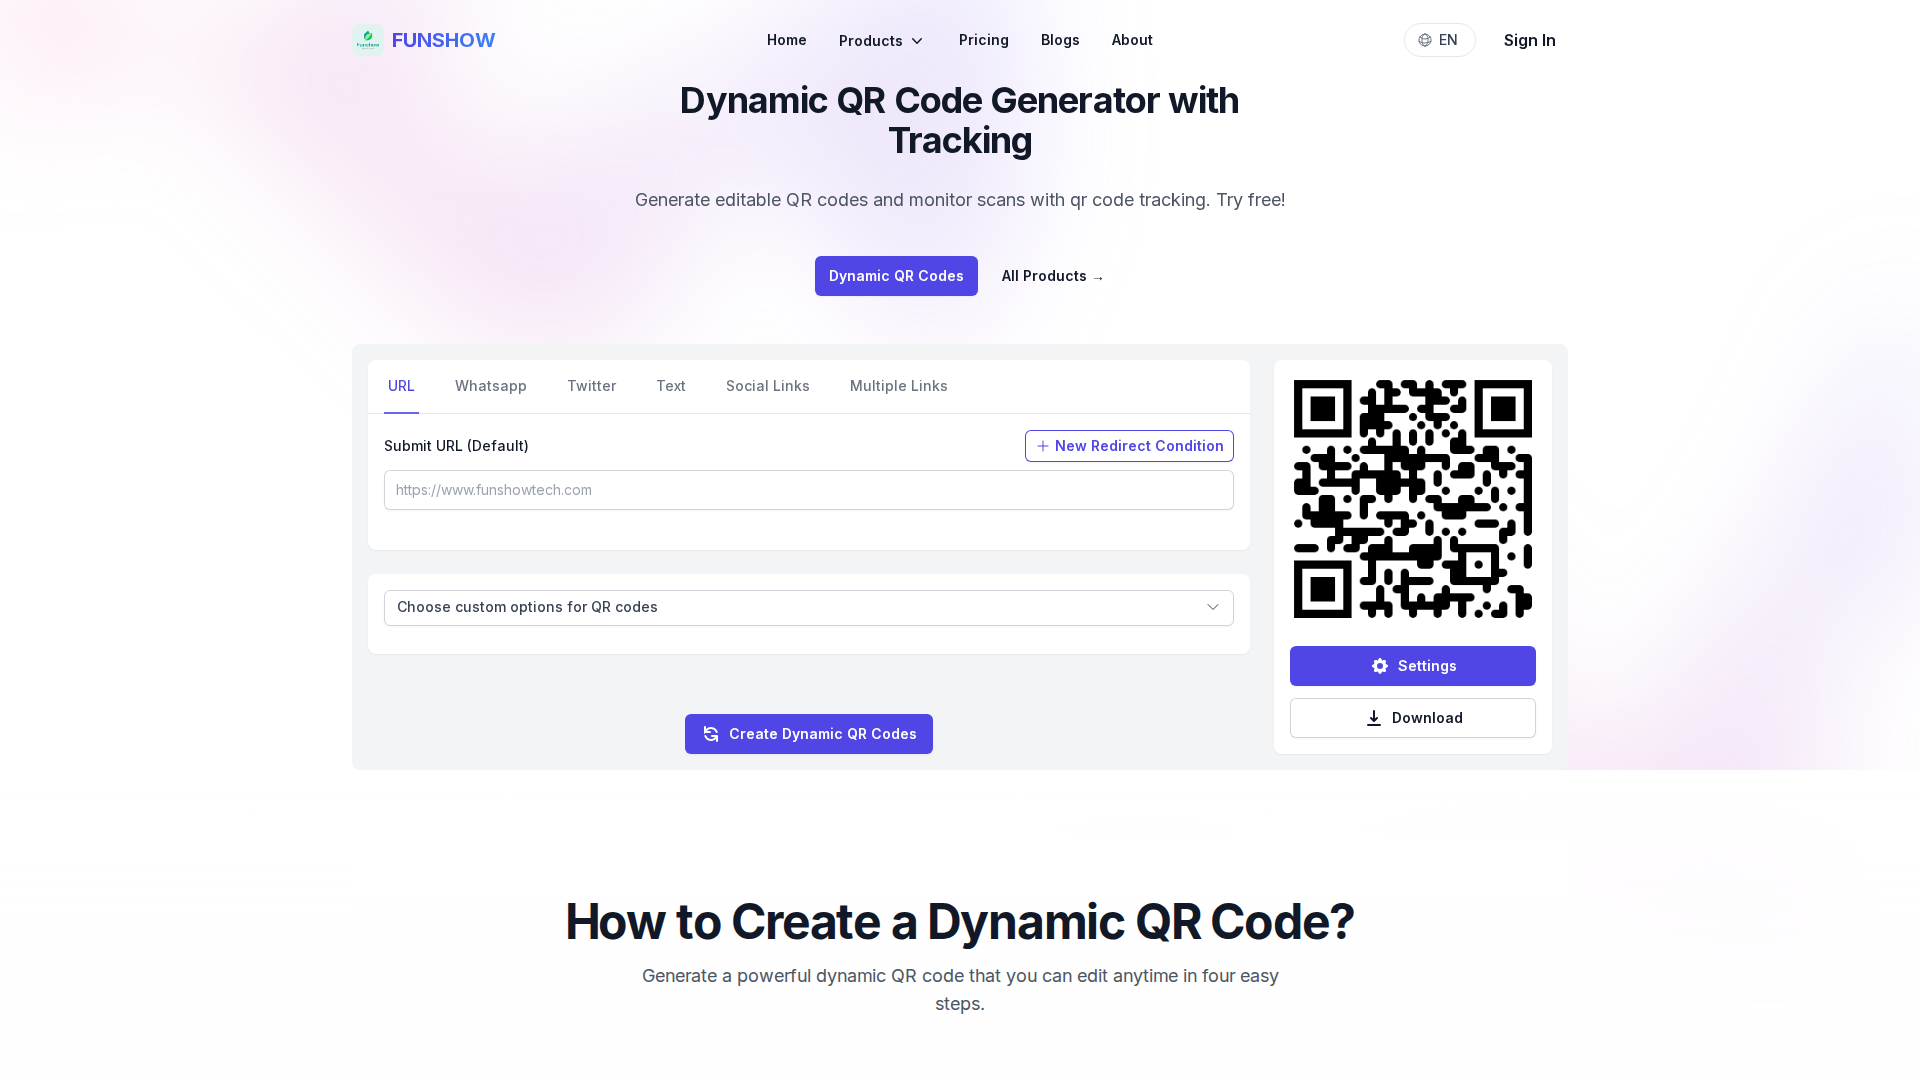 Funshow
FUNSHOW
Home
Products
Pricing
Blogs
About
EN
Sign In
Dynamic QR Code Generator with
Tracking
Generate editable QR codes and monitor scans with qr code tracking. Try free!
Dynamic QR Codes
All Products →
URL
Whatsapp
Twitter
Text
Social Links
Multiple Links
Submit URL (Default)
New Redirect Condition
https://www.funshowtech.com
Choose custom options for QR codes
Create Dynamic QR Codes
Settings
Download
How to Create a Dynamic QR Code?
Generate a powerful dynamic QR code that you can edit anytime in four easy
steps.